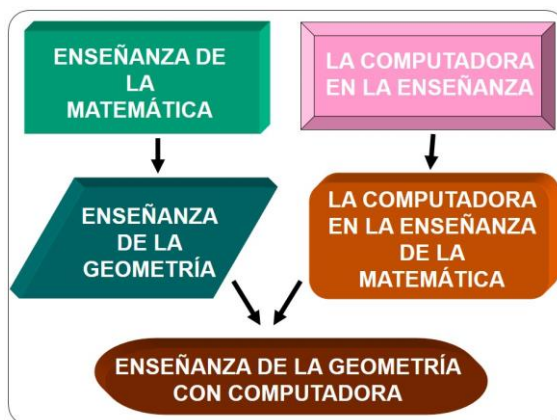 ENSEÑANZA DE
LA
MATEMÁTICA
LA COMPUTADORA
EN LA ENSEÑANZA
ENSEÑANZA
DE LA
GEOMETRÍA
LA COMPUTADORA
EN LA ENSEÑANZA
DE LA
MATEMÁTICA
ENSEÑANZA DE LA GEOMETRÍA
CON COMPUTADORA